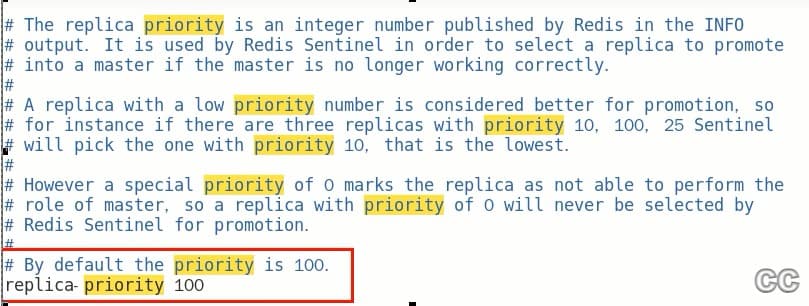 # The replica priority is an integer number published by Redis in the INFO
# output. It is used by Redis Sentinel in order to select a replica to promote
# into a master if the master is no longer working correctly.
#
# A replica with a low priority number is considered better for promotion, so
# for instance if there are three replicas with priority 10, 100, 25 Sentinel
# will pick the one with priority 10, that is the lowest.
#
# However a special priority of 0 marks the replica as not able to perform the
# role of master, so a replica with priority of 0 will never be selected by
# Redis Sentinel for promotion.
#
# By default the priority is 100.
replica-priority 100
CC